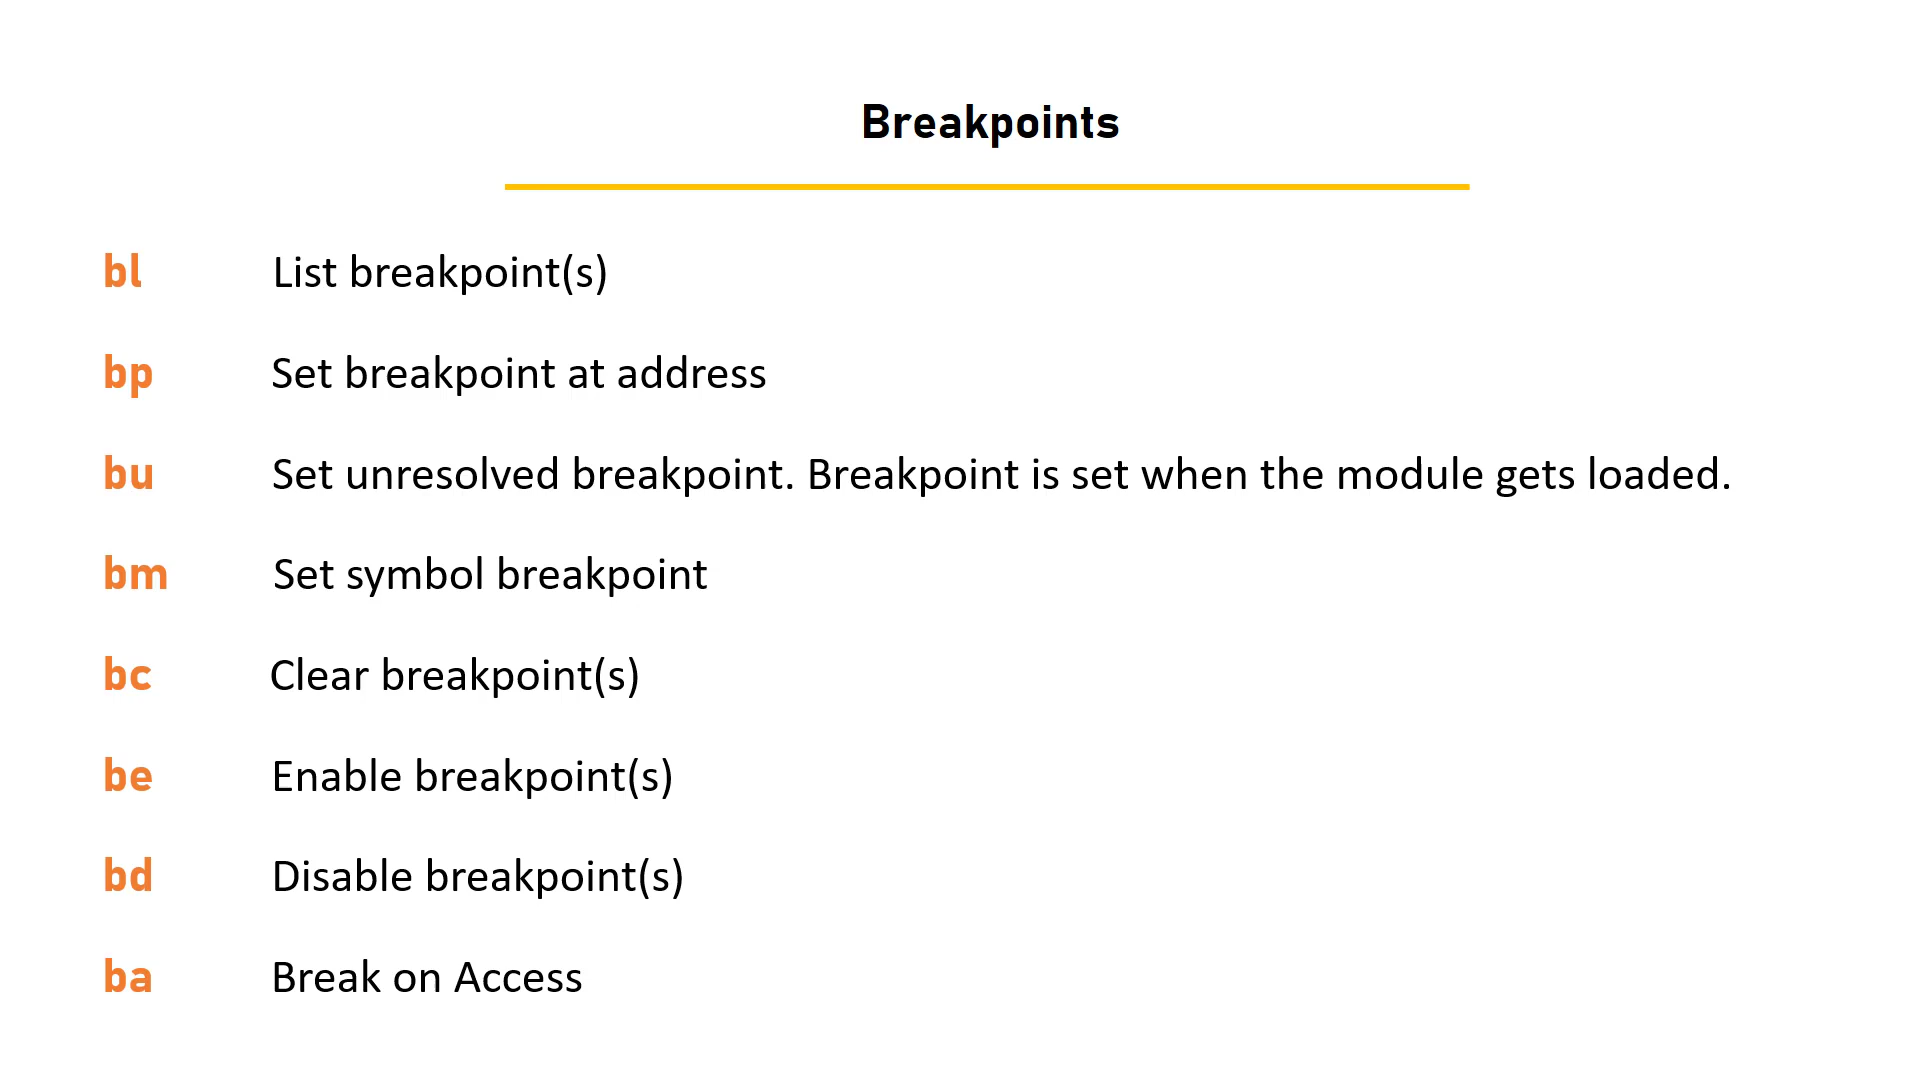 Breakpoints
bl List breakpoint(s)
bp Set breakpoint at address
bu Set unresolved breakpoint. Breakpoint is set when the module gets loaded.
bm Set symbol breakpoint
bc Clear breakpoint(s)
be Enable breakpoint(s)
bd Disable breakpoint(s)
ba Break on Access